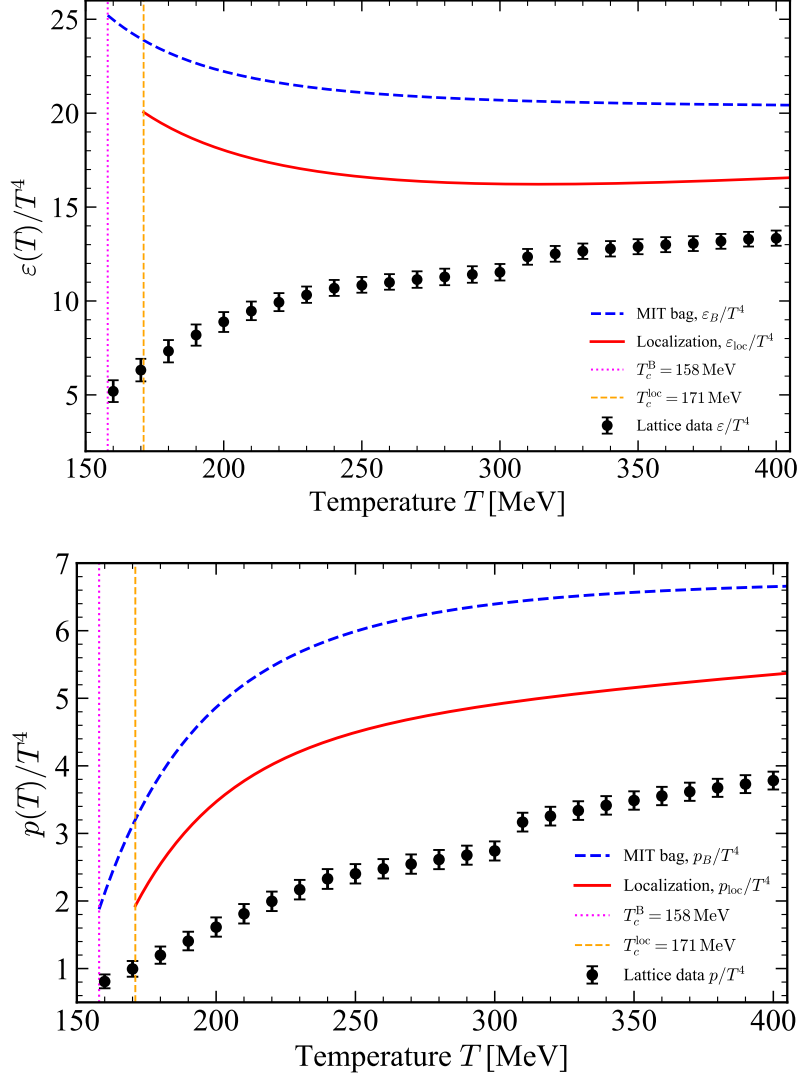 25
20
15
10
5
ε(T)/T⁴
MIT bag, ε_B/T⁴
Localization, ε_loc/T⁴
T_c^B = 158 MeV
T_c^loc = 171 MeV
Lattice data ε/T⁴
150 200 250 300 350 400
Temperature T [MeV]
7
6
5
4
3
2
1
p(T)/T⁴
MIT bag, p_B/T⁴
Localization, p_loc/T⁴
T_c^B = 158 MeV
T_c^loc = 171 MeV
Lattice data p/T⁴
150 200 250 300 350 400
Temperature T [MeV]